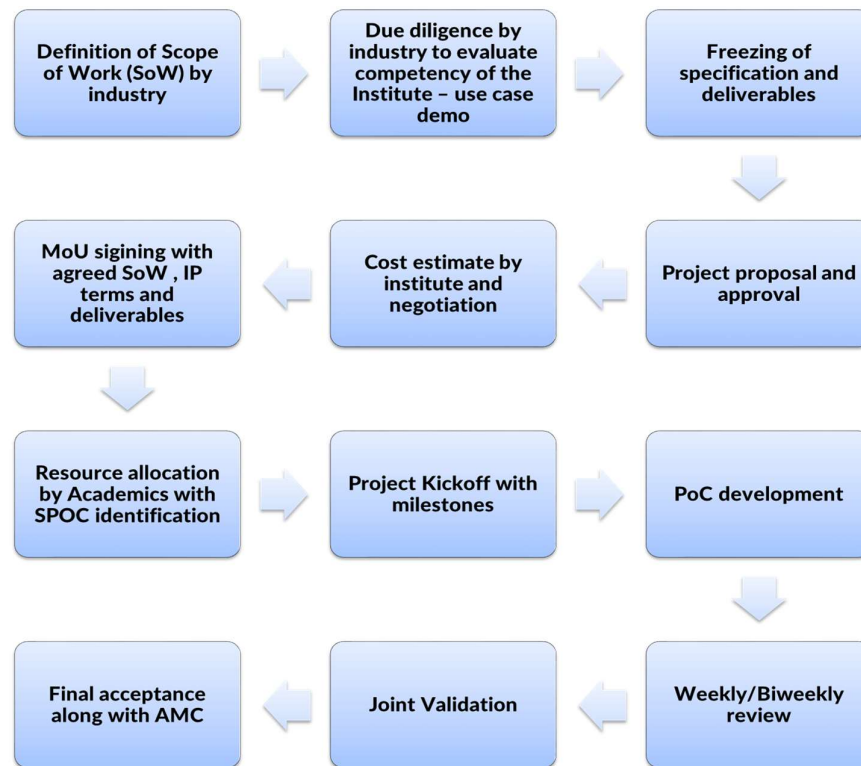 Definition of Scope
of Work (SoW) by
industry
Due diligence by
industry to evaluate
competency of the
Institute – use case
demo
Freezing of
specification and
deliverables
Project proposal and
approval
Cost estimate by
institute and
negotiation
MoU sigining with
agreed SoW , IP
terms and
deliverables
Resource allocation
by Academics with
SPOC identification
Project Kickoff with
milestones
PoC development
Weekly/Biweekly
review
Joint Validation
Final acceptance
along with AMC